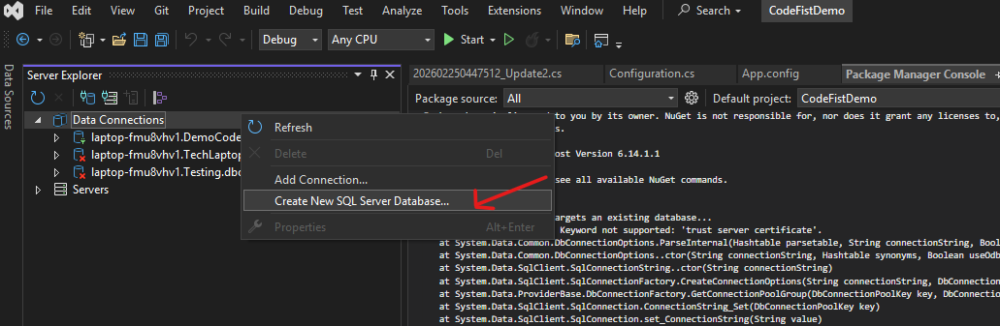 File Edit View Git Project Build Debug Test Analyze Tools Extensions Window Help Search CodeFistDemo
Debug Any CPU Start
Data Sources
Server Explorer
Data Connections
laptop-fmu8vhv1.DemoCode
laptop-fmu8vhv1.TechLaptop
laptop-fmu8vhv1.Testing.dbo
Servers
Refresh
Delete Del
Add Connection...
Create New SQL Server Database...
Properties Alt+Enter
202602250447512_Update2.cs Configuration.cs App.config Package Manager Console
Package source: All Default project: CodeFistDemo
to you by its owner. NuGet is not responsible for, nor does it grant any licenses to,
s.
ost Version 6.14.1.1
see all available NuGet commands.
argets an existing database...
Keyword not supported: 'trust server certificate'.
at System.Data.Common.DbConnectionOptions.ParseInternal(Hashtable parsetable, String connectionString, Bool
at System.Data.Common.DbConnectionOptions..ctor(String connectionString, Hashtable synonyms, Boolean useOdb
at System.Data.SqlClient.SqlConnectionString..ctor(String connectionString)
at System.Data.SqlClient.SqlConnectionFactory.CreateConnectionOptions(String connectionString, DbConnection
at System.Data.ProviderBase.DbConnectionFactory.GetConnectionPoolGroup(DbConnectionPoolKey key, DbConnectio
at System.Data.SqlClient.SqlConnection.ConnectionString_Set(DbConnectionPoolKey key)
at System.Data.SqlClient.SqlConnection.set_ConnectionString(String value)